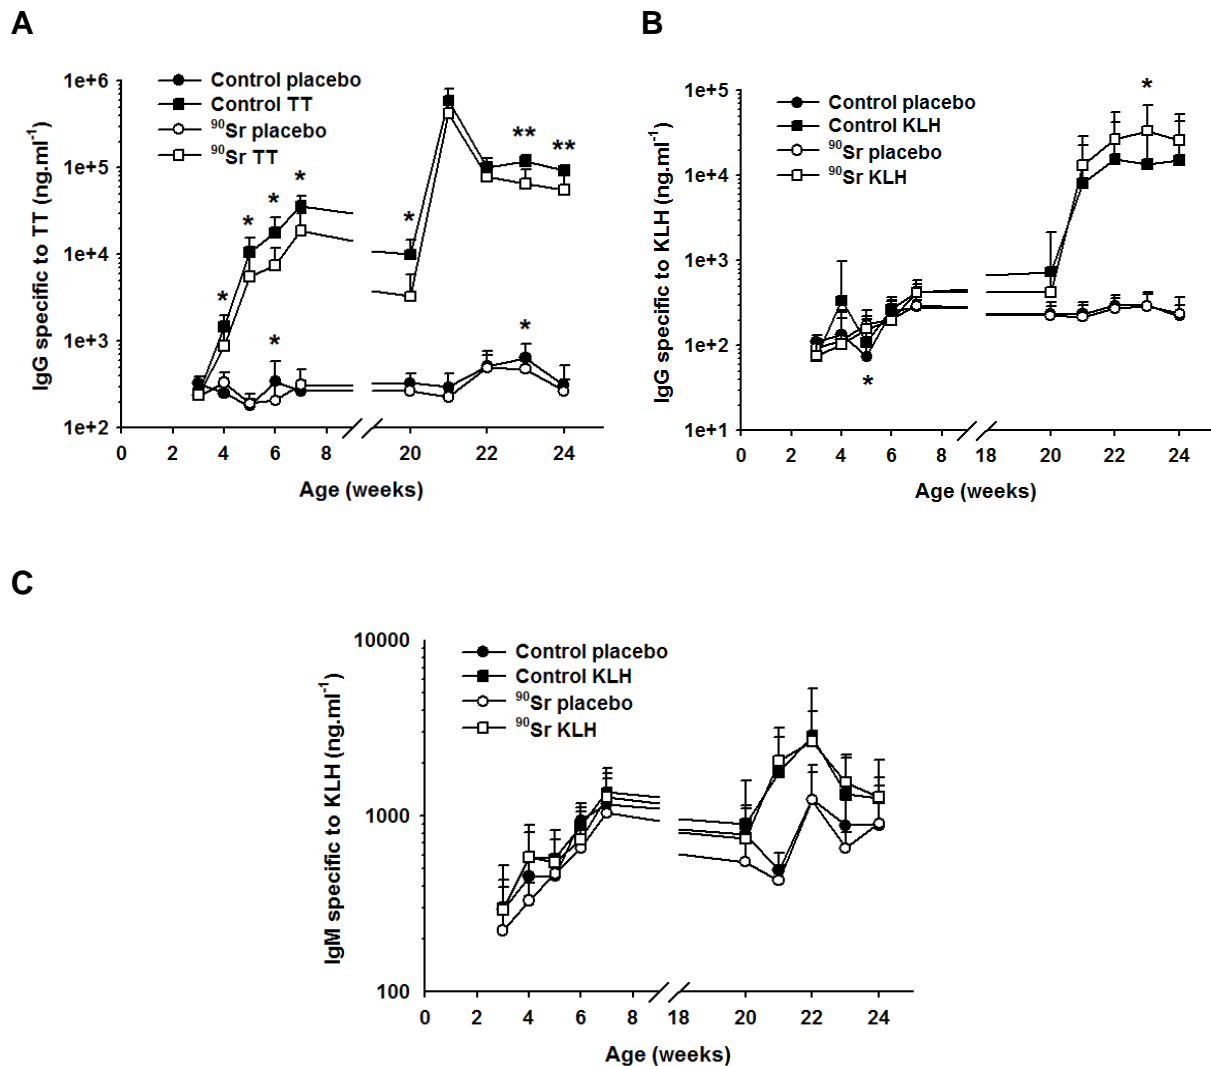 A
IgG specific to TT (ng.ml⁻¹)
1e+6
1e+5
1e+4
1e+3
1e+2
Control placebo
Control TT
⁹⁰Sr placebo
⁹⁰Sr TT
* * * * * * ** ** *
0 2 4 6 8 20 22 24
Age (weeks)
B
IgG specific to KLH (ng.ml⁻¹)
1e+5
1e+4
1e+3
1e+2
1e+1
Control placebo
Control KLH
⁹⁰Sr placebo
⁹⁰Sr KLH
*
*
0 2 4 6 8 18 20 22 24
Age (weeks)
C
IgM specific to KLH (ng.ml⁻¹)
10000
1000
100
Control placebo
Control KLH
⁹⁰Sr placebo
⁹⁰Sr KLH
0 2 4 6 8 18 20 22 24
Age (weeks)